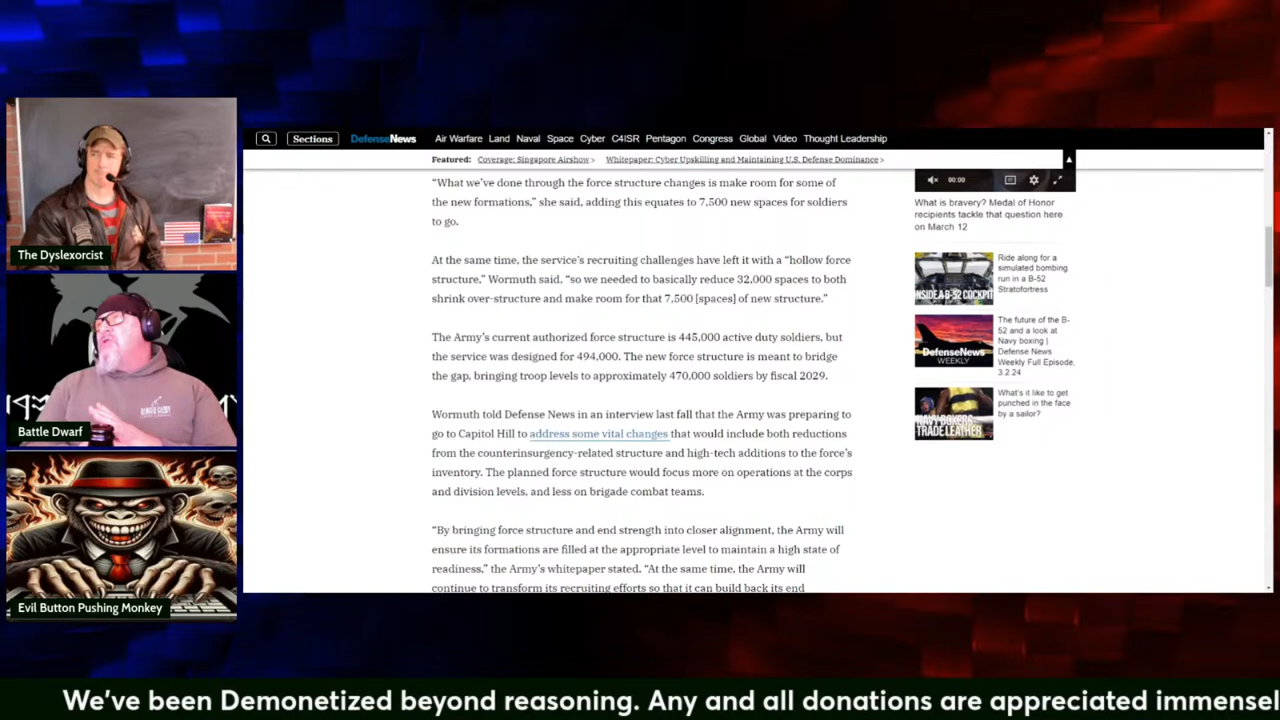 The Dyslexorcist
Battle Dwarf
Evil Button Pushing Monkey
Sections
DefenseNews
Air Warfare Land Naval Space Cyber C4ISR Pentagon Congress Global Video Thought Leadership
Featured: Coverage: Singapore Airshow > Whitepaper: Cyber Upskilling and Maintaining U.S. Defense Dominance >
“What we’ve done through the force structure changes is make room for some of
the new formations,” she said, adding this equates to 7,500 new spaces for soldiers
to go.
At the same time, the service’s recruiting challenges have left it with a “hollow force
structure,” Wormuth said, “so we needed to basically reduce 32,000 spaces to both
shrink over-structure and make room for that 7,500 [spaces] of new structure.”
The Army’s current authorized force structure is 445,000 active duty soldiers, but
the service was designed for 494,000. The new force structure is meant to bridge
the gap, bringing troop levels to approximately 470,000 soldiers by fiscal 2029.
Wormuth told Defense News in an interview last fall that the Army was preparing to
go to Capitol Hill to address some vital changes that would include both reductions
from the counterinsurgency-related structure and high-tech additions to the force’s
inventory. The planned force structure would focus more on operations at the corps
and division levels, and less on brigade combat teams.
“By bringing force structure and end strength into closer alignment, the Army will
ensure its formations are filled at the appropriate level to maintain a high state of
readiness,” the Army’s whitepaper stated. “At the same time, the Army will
continue to transform its recruiting efforts so that it can build back its end
00:00
What is bravery? Medal of Honor
recipients tackle that question here
on March 12
INSIDE A B-52 COCKPIT
Ride along for a
simulated bombing
run in a B-52
Stratofortress
DefenseNews
WEEKLY
The future of the B-
52 and a look at
Navy boxing |
Defense News
Weekly Full Episode,
3.2.24
NAVY BOXERS
TRADE LEATHER
What’s it like to get
punched in the face
by a sailor?
We've been Demonetized beyond reasoning. Any and all donations are appreciated immensel